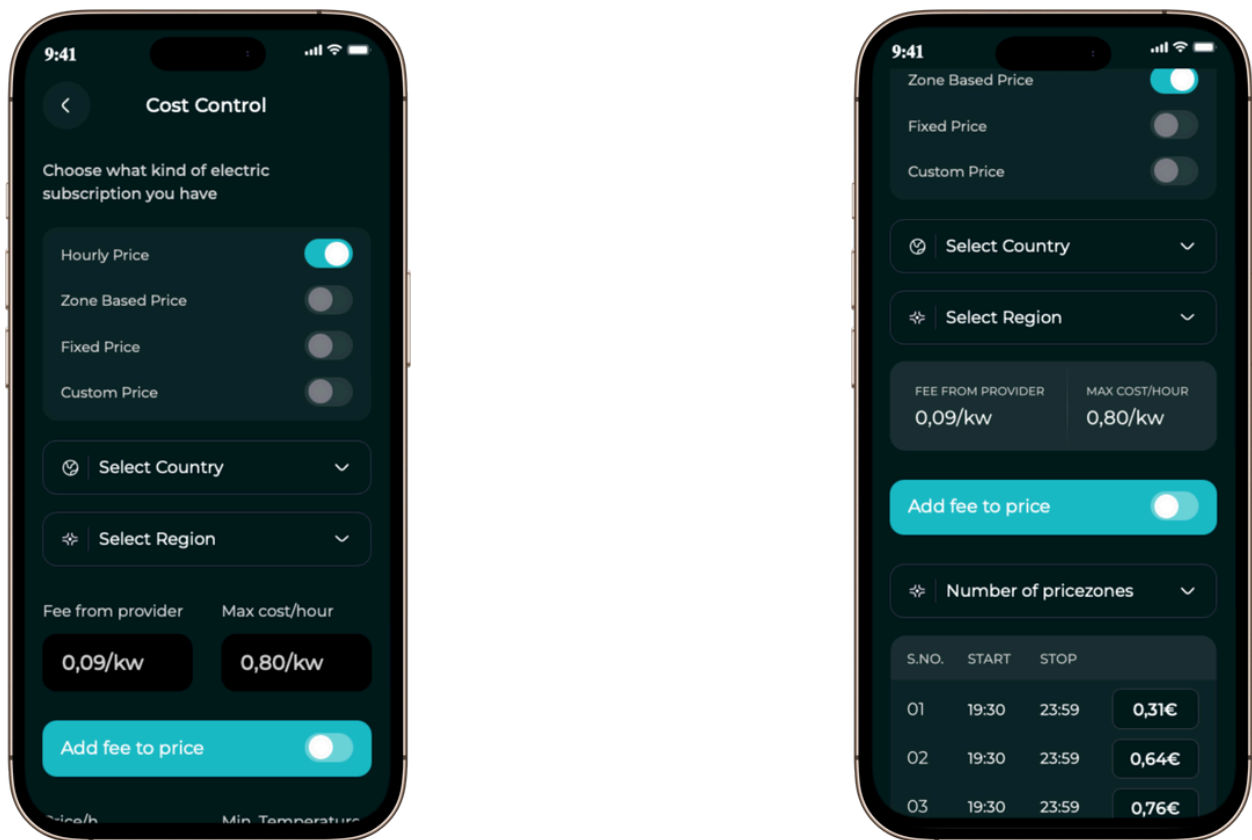 9:41
Cost Control
Choose what kind of electric
subscription you have
Hourly Price
Zone Based Price
Fixed Price
Custom Price
Select Country
Select Region
Fee from provider Max cost/hour
0,09/kw 0,80/kw
Add fee to price
Price/h Min. Temperature
9:41
Zone Based Price
Fixed Price
Custom Price
Select Country
Select Region
FEE FROM PROVIDER MAX COST/HOUR
0,09/kw 0,80/kw
Add fee to price
Number of pricezones
S.NO. START STOP
01 19:30 23:59 0,31€
02 19:30 23:59 0,64€
03 19:30 23:59 0,76€